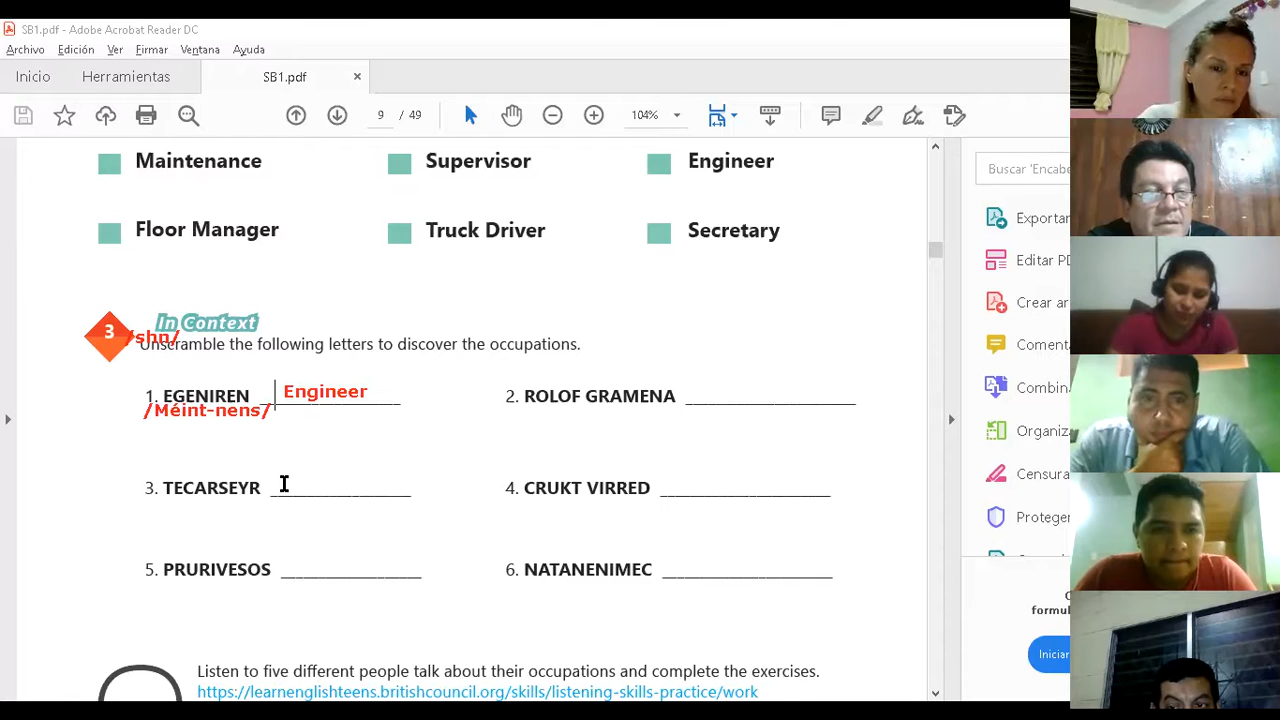 SB1.pdf - Adobe Acrobat Reader DC
Archivo Edición Ver Firmar Ventana Ayuda
Inicio Herramientas SB1.pdf ×
9 / 49 104%
Maintenance Supervisor Engineer
Floor Manager Truck Driver Secretary
3 In Context
/shn/
Unscramble the following letters to discover the occupations.
1. EGENIREN Engineer 2. ROLOF GRAMENA
/Méint-nens/
3. TECARSEYR 4. CRUKT VIRRED
5. PRURIVESOS 6. NATANENIMEC
Listen to five different people talk about their occupations and complete the exercises.
https://learnenglishteens.britishcouncil.org/skills/listening-skills-practice/work
Buscar 'Encabe
Exportar
Editar PD
Crear ar
Coment
Combin
Organiz
Censura
Proteger
formul
Iniciar